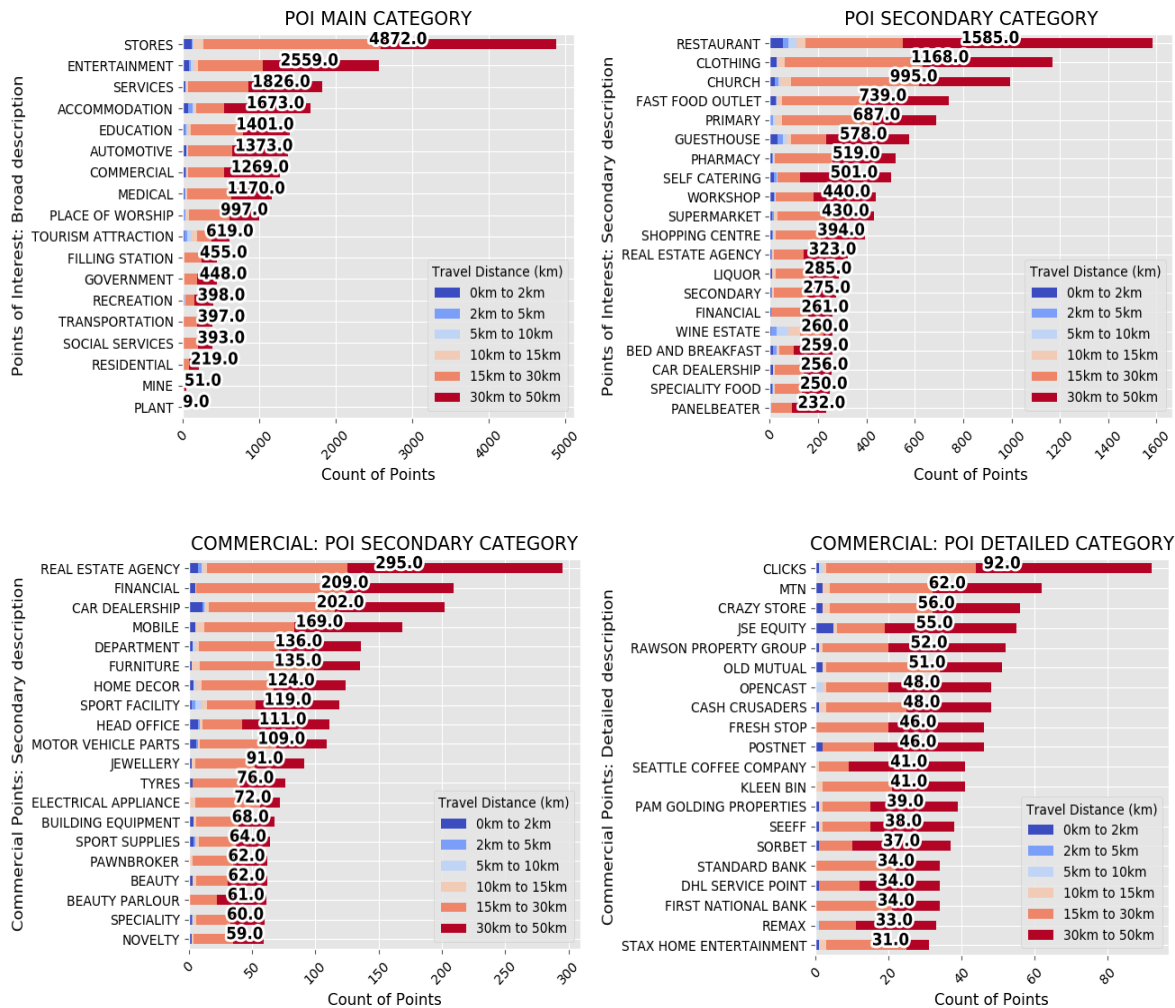 POI MAIN CATEGORY
Points of Interest: Broad description
STORES 4872.0
ENTERTAINMENT 2559.0
SERVICES 1826.0
ACCOMMODATION 1673.0
EDUCATION 1401.0
AUTOMOTIVE 1373.0
COMMERCIAL 1269.0
MEDICAL 1170.0
PLACE OF WORSHIP 997.0
TOURISM ATTRACTION 619.0
FILLING STATION 455.0
GOVERNMENT 448.0
RECREATION 398.0
TRANSPORTATION 397.0
SOCIAL SERVICES 393.0
RESIDENTIAL 219.0
MINE 51.0
PLANT 9.0
Travel Distance (km)
0km to 2km
2km to 5km
5km to 10km
10km to 15km
15km to 30km
30km to 50km
0 1000 2000 3000 4000 5000
Count of Points
POI SECONDARY CATEGORY
Points of Interest: Secondary description
RESTAURANT 1585.0
CLOTHING 1168.0
CHURCH 995.0
FAST FOOD OUTLET 739.0
PRIMARY 687.0
GUESTHOUSE 578.0
PHARMACY 519.0
SELF CATERING 501.0
WORKSHOP 440.0
SUPERMARKET 430.0
SHOPPING CENTRE 394.0
REAL ESTATE AGENCY 323.0
LIQUOR 285.0
SECONDARY 275.0
FINANCIAL 261.0
WINE ESTATE 260.0
BED AND BREAKFAST 259.0
CAR DEALERSHIP 256.0
SPECIALITY FOOD 250.0
PANELBEATER 232.0
Travel Distance (km)
0km to 2km
2km to 5km
5km to 10km
10km to 15km
15km to 30km
30km to 50km
0 200 400 600 800 1000 1200 1400 1600
Count of Points
COMMERCIAL: POI SECONDARY CATEGORY
Commercial Points: Secondary description
REAL ESTATE AGENCY 295.0
FINANCIAL 209.0
CAR DEALERSHIP 202.0
MOBILE 169.0
DEPARTMENT 136.0
FURNITURE 135.0
HOME DECOR 124.0
SPORT FACILITY 119.0
HEAD OFFICE 111.0
MOTOR VEHICLE PARTS 109.0
JEWELLERY 91.0
TYRES 76.0
ELECTRICAL APPLIANCE 72.0
BUILDING EQUIPMENT 68.0
SPORT SUPPLIES 64.0
PAWNBROKER 62.0
BEAUTY 62.0
BEAUTY PARLOUR 61.0
SPECIALITY 60.0
NOVELTY 59.0
Travel Distance (km)
0km to 2km
2km to 5km
5km to 10km
10km to 15km
15km to 30km
30km to 50km
0 50 100 150 200 250 300
Count of Points
COMMERCIAL: POI DETAILED CATEGORY
Commercial Points: Detailed description
CLICKS 92.0
MTN 62.0
CRAZY STORE 56.0
JSE EQUITY 55.0
RAWSON PROPERTY GROUP 52.0
OLD MUTUAL 51.0
OPENCAST 48.0
CASH CRUSADERS 48.0
FRESH STOP 46.0
POSTNET 46.0
SEATTLE COFFEE COMPANY 41.0
KLEEN BIN 41.0
PAM GOLDING PROPERTIES 39.0
SEEFF 38.0
SORBET 37.0
STANDARD BANK 34.0
DHL SERVICE POINT 34.0
FIRST NATIONAL BANK 34.0
REMAX 33.0
STAX HOME ENTERTAINMENT 31.0
Travel Distance (km)
0km to 2km
2km to 5km
5km to 10km
10km to 15km
15km to 30km
30km to 50km
0 20 40 60 80
Count of Points